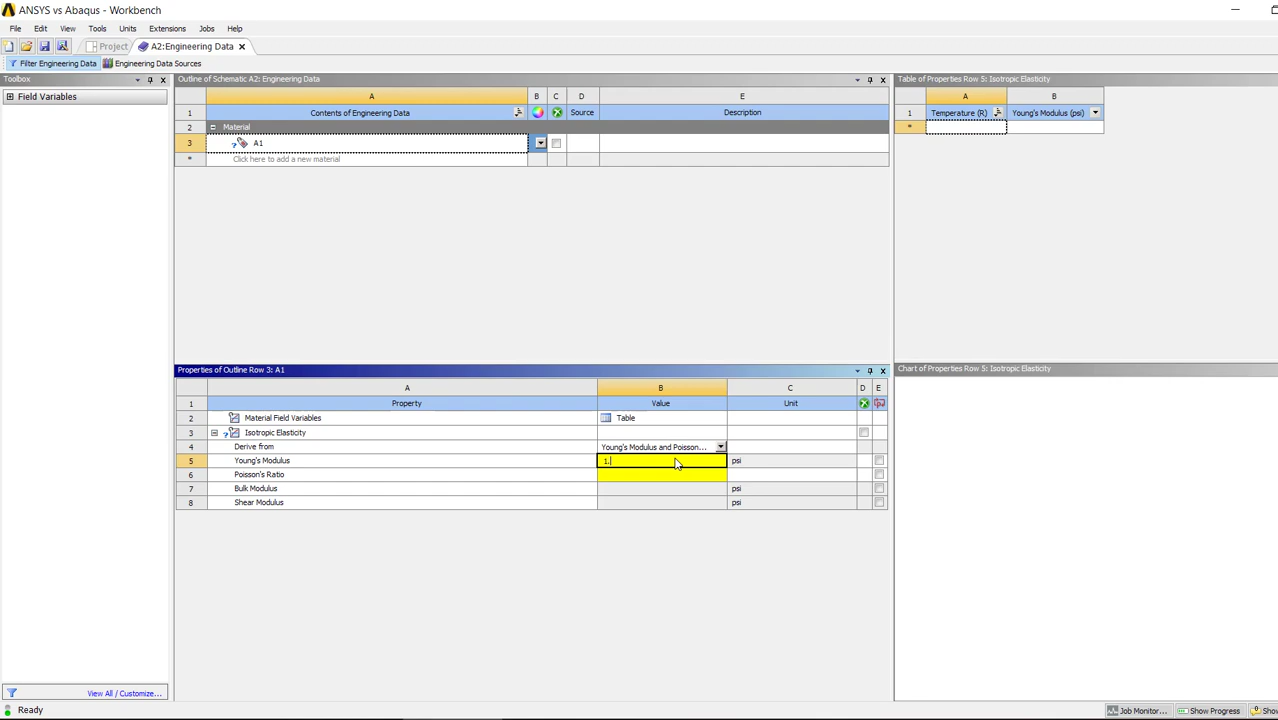 ANSYS vs Abaqus - Workbench
File Edit View Tools Units Extensions Jobs Help
Project A2:Engineering Data
Filter Engineering Data Engineering Data Sources
Toolbox
Field Variables
View All / Customize...
Outline of Schematic A2: Engineering Data
A B C D E
1 Contents of Engineering Data Source Description
2 Material
3 ? A1
* Click here to add a new material
Table of Properties Row 5: Isotropic Elasticity
A B
1 Temperature (R) Young's Modulus (psi)
*
Properties of Outline Row 3: A1
A B C D E
1 Property Value Unit
2 Material Field Variables Table
3 ? Isotropic Elasticity
4 Derive from Young's Modulus and Poisson...
5 Young's Modulus 1. psi
6 Poisson's Ratio
7 Bulk Modulus psi
8 Shear Modulus psi
Chart of Properties Row 5: Isotropic Elasticity
Ready
Job Monitor... Show Progress Sho